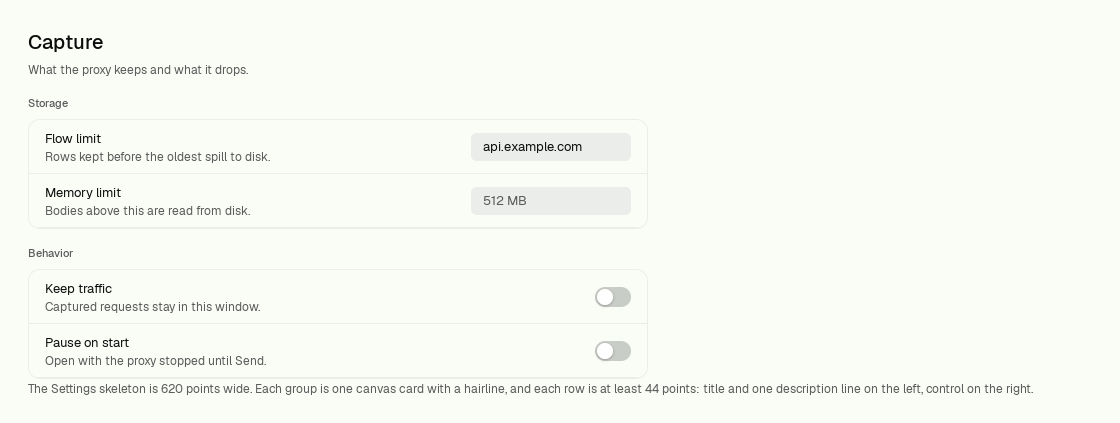 Capture
What the proxy keeps and what it drops.
Storage
Flow limit
api.example.com
Rows kept before the oldest spill to disk.
Memory limit
512 MB
Bodies above this are read from disk.
Behavior
Keep traffic
Captured requests stay in this window.
Pause on start
Open with the proxy stopped until Send.
The Settings skeleton is 620 points wide. Each group is one canvas card with a hairline, and each row is at least 44 points: title and one description line on the left, control on the right.